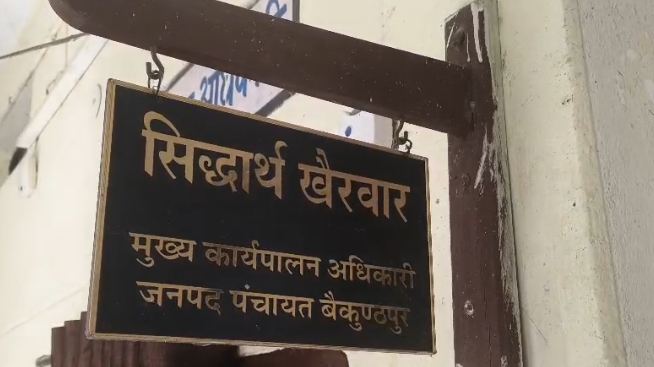 सिद्धार्थ खैरवार
मुख्य कार्यपालन अधिकारी
जनपद पंचायत बैकुण्ठपुर